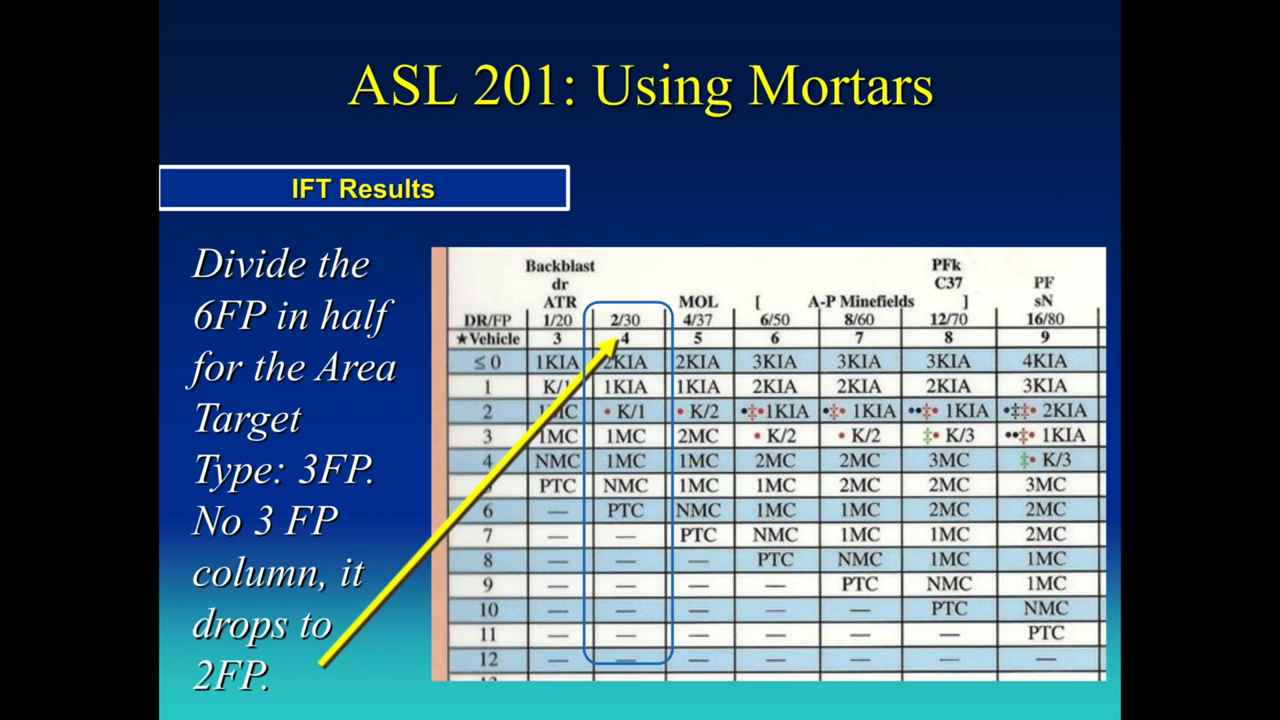 ASL 201: Using Mortars
IFT Results
Divide the
6FP in half
for the Area
Target
Type: 3FP.
No 3 FP
column, it
drops to
2FP.
Backblast PFk
dr C37 PF
ATR MOL [ A-P Minefields ] sN
DR/FP 1/20 2/30 4/37 6/50 8/60 12/70 16/80
★Vehicle 3 4 5 6 7 8 9
≤ 0 1KIA 2KIA 2KIA 3KIA 3KIA 3KIA 4KIA
1 K/1 1KIA 1KIA 2KIA 2KIA 2KIA 3KIA
2 1MC • K/1 • K/2 •‡•1KIA •‡• 1KIA ••‡• 1KIA •‡‡• 2KIA
3 1MC 1MC 2MC • K/2 • K/2 ‡• K/3 ••‡• 1KIA
4 NMC 1MC 1MC 2MC 2MC 3MC ‡• K/3
PTC NMC 1MC 1MC 2MC 2MC 3MC
6 — PTC NMC 1MC 1MC 2MC 2MC
7 — — PTC NMC 1MC 1MC 2MC
8 — — — PTC NMC 1MC 1MC
9 — — — — PTC NMC 1MC
10 — — — — — PTC NMC
11 — — — — — — PTC
12 — — — — — — —